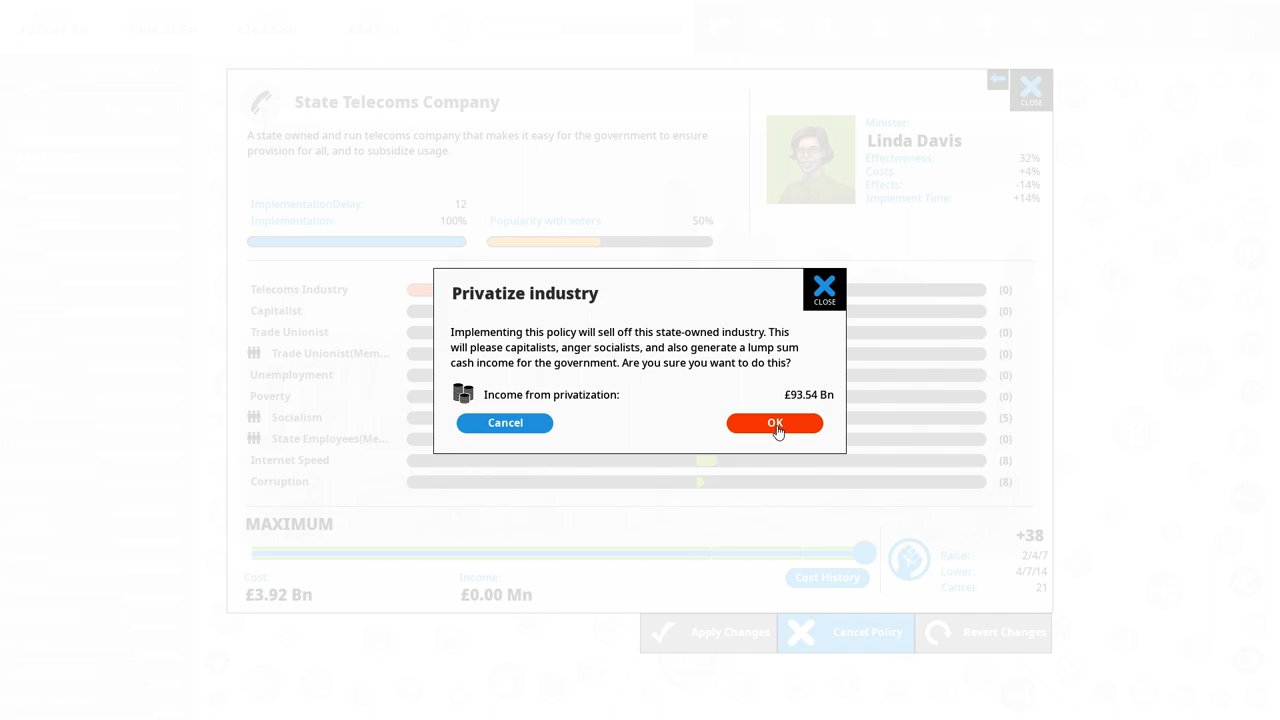 State Telecoms Company
CLOSE
A state owned and run telecoms company that makes it easy for the government to ensure
provision for all, and to subsidize usage.
Minister:
Linda Davis
Effectiveness: 32%
Costs +4%
Effects: -14%
Implement Time: +14%
ImplementationDelay: 12
Implementation: 100%
Popularity with voters 50%
Telecoms Industry (0)
Capitalist (0)
Trade Unionist (0)
Trade Unionist(Mem... (0)
Unemployment (0)
Poverty (0)
Socialism (5)
State Employees(Me... (0)
Internet Speed (8)
Corruption (8)
Privatize industry
CLOSE
Implementing this policy will sell off this state-owned industry. This
will please capitalists, anger socialists, and also generate a lump sum
cash income for the government. Are you sure you want to do this?
Income from privatization: £93.54 Bn
Cancel OK
MAXIMUM
Cost: £3.92 Bn
Income: £0.00 Mn
Cost History
+38
Raise: 2/4/7
Lower: 4/7/14
Cancel: 21
Apply Changes Cancel Policy Revert Changes